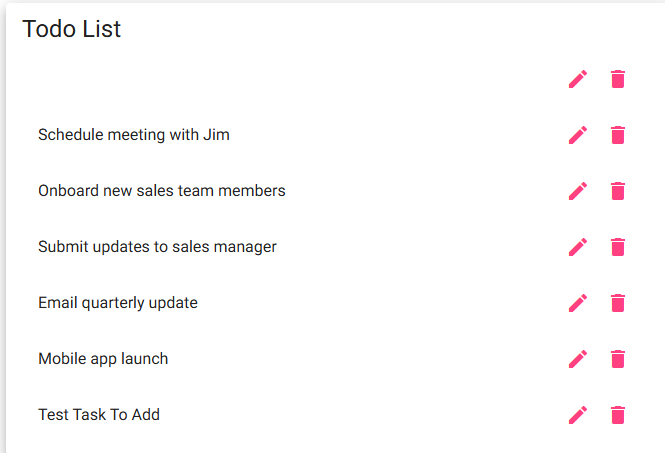 Todo List
Schedule meeting with Jim
Onboard new sales team members
Submit updates to sales manager
Email quarterly update
Mobile app launch
Test Task To Add